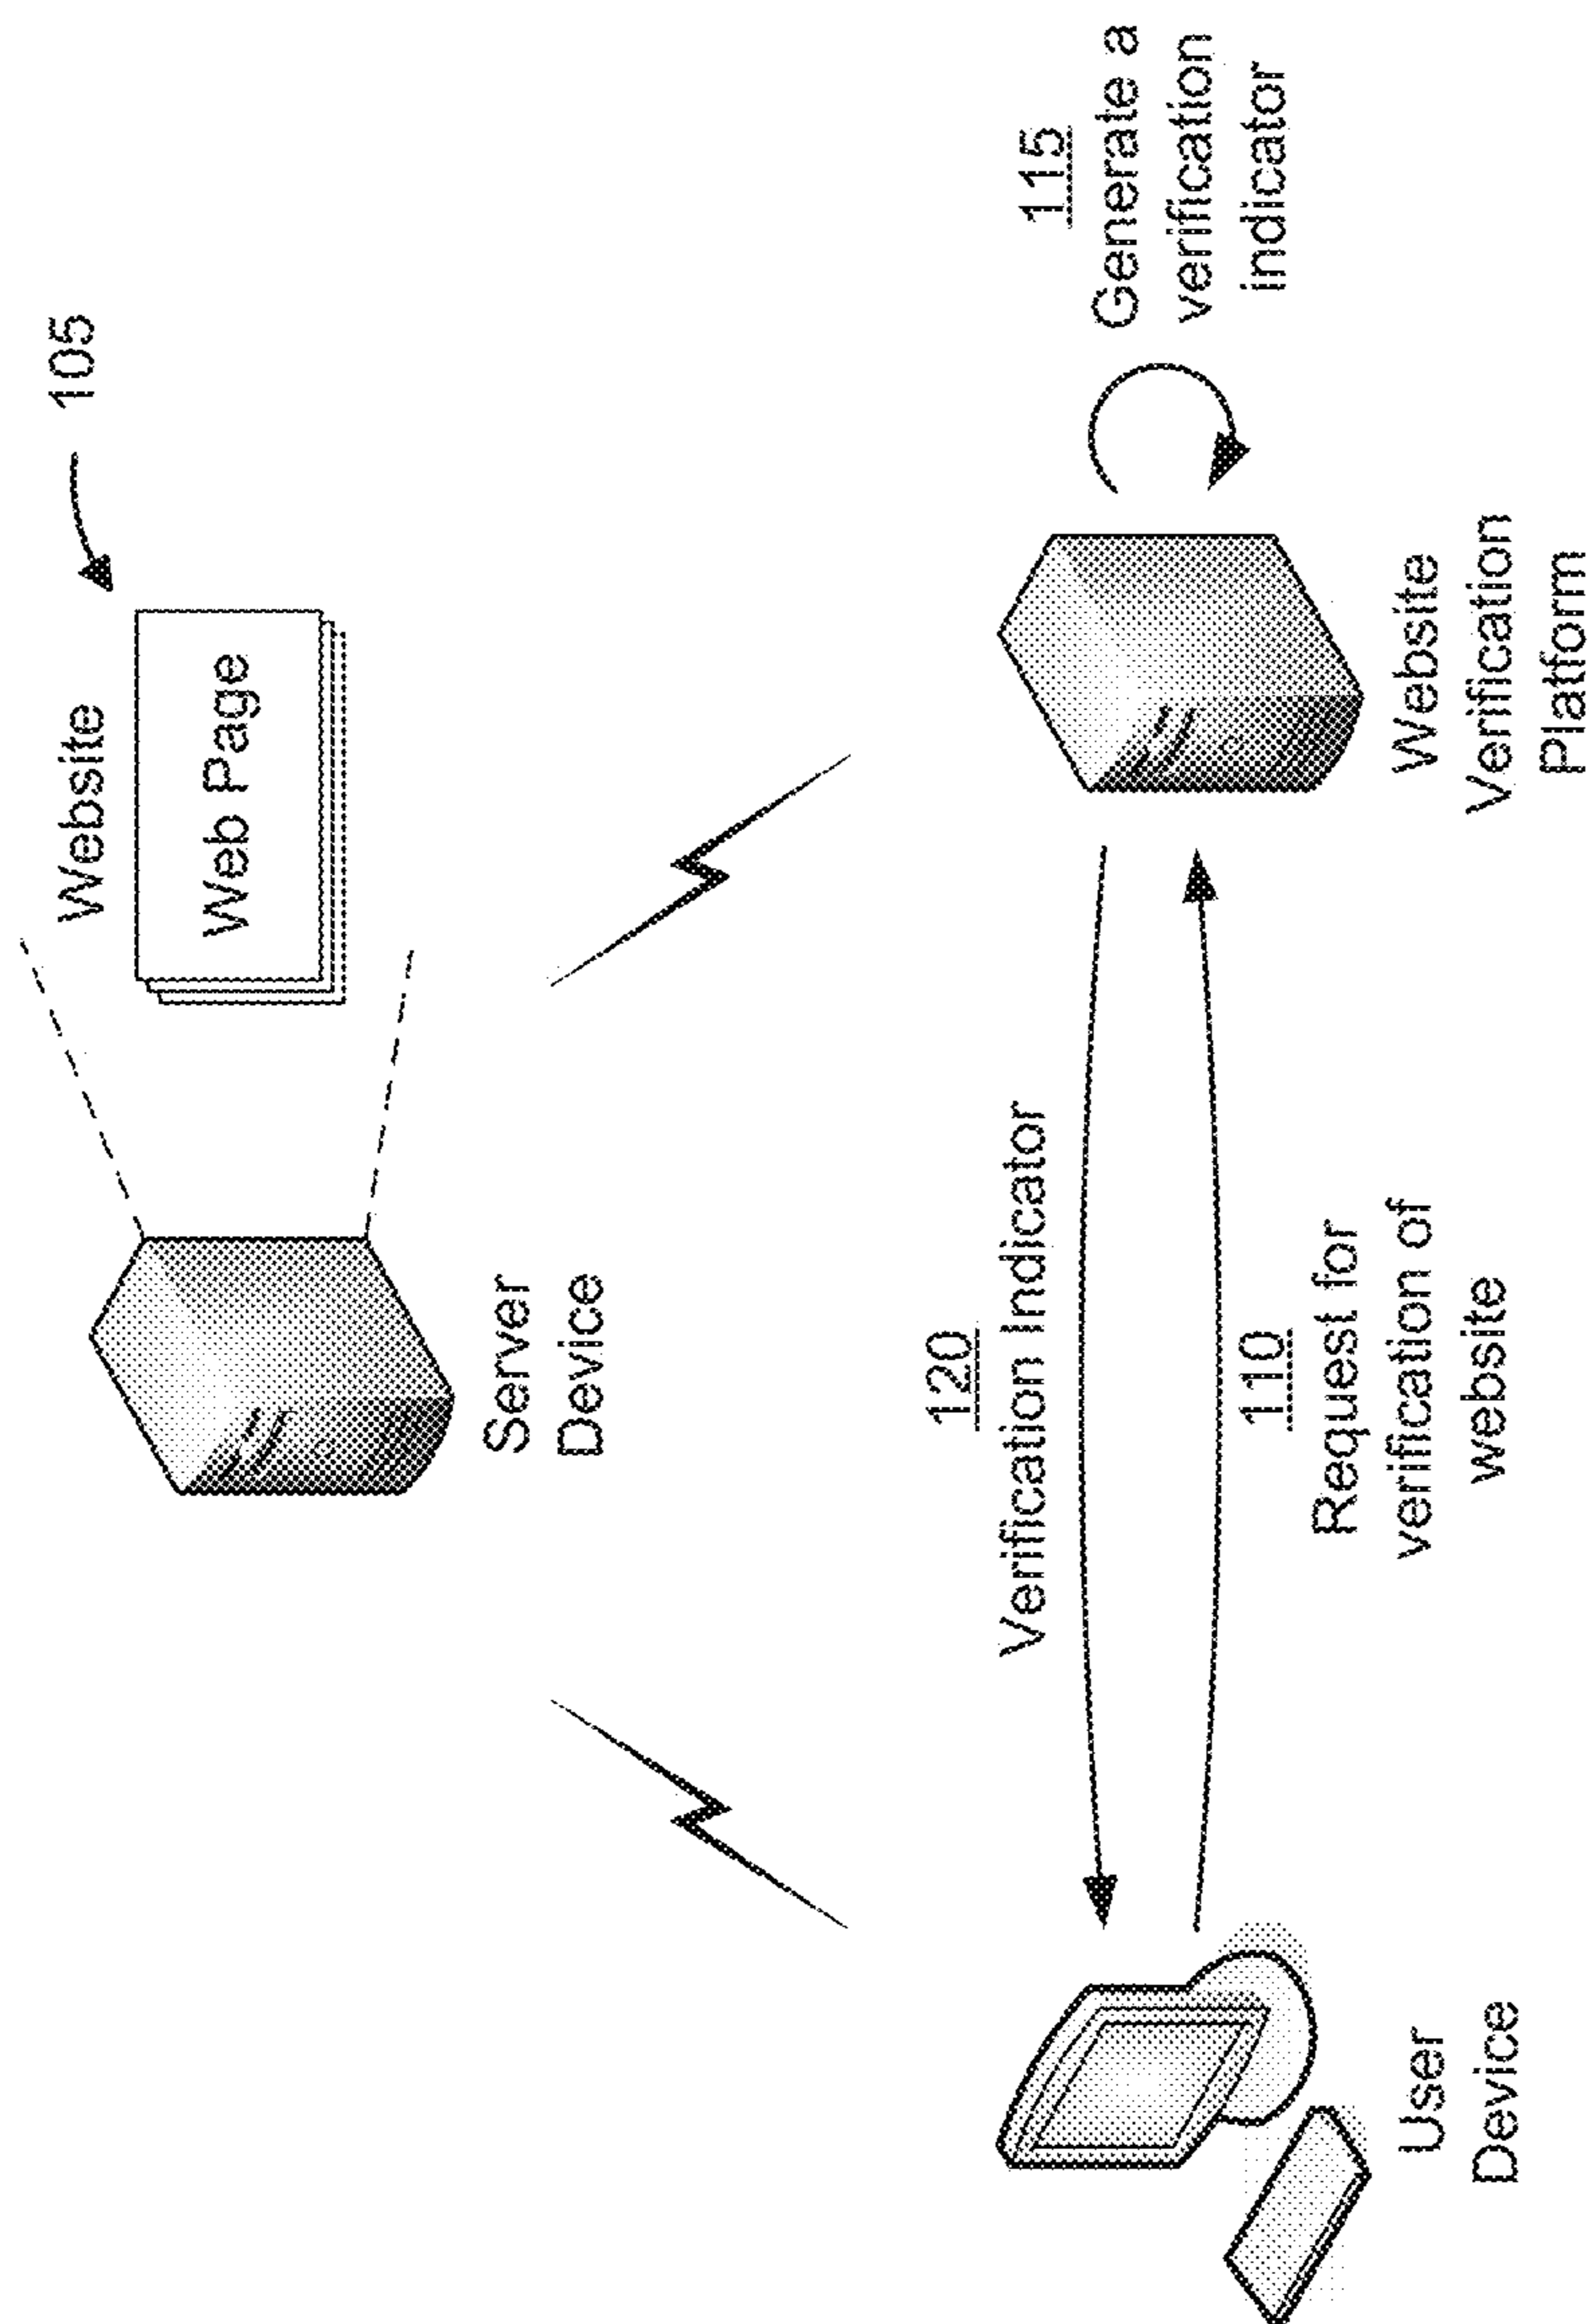 105
Website
Web Page
Server
Device
120
Verification Indicator
110
Request for
verification of
website
115
Generate a
verification
indicator
User
Device
Website
Verification
Platform